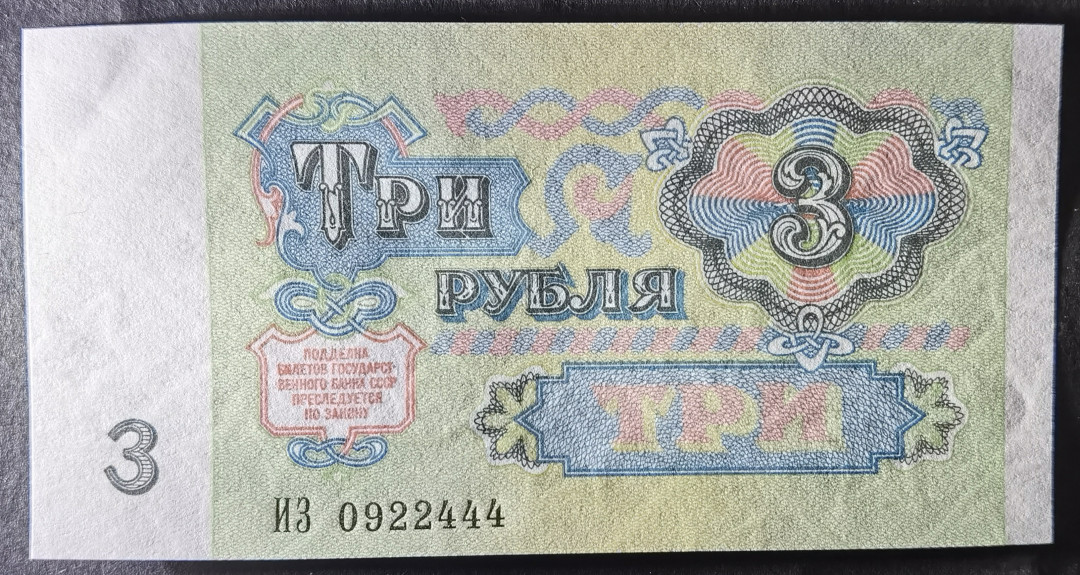 Три
рубля
3
ПОДДЕЛКА
БИЛЕТОВ ГОСУДАРСТ-
ВЕННОГО БАНКА СССР
ПРЕСЛЕДУЕТСЯ
ПО ЗАКОНУ
ТРИ
3
ИЗ 0922444